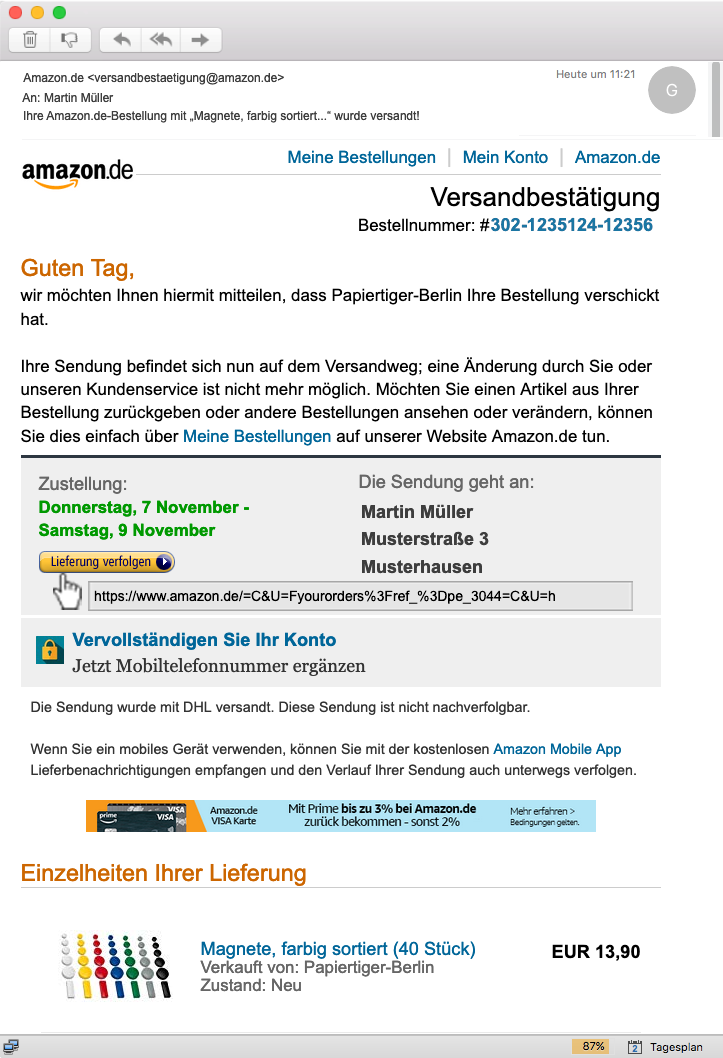 Amazon.de <versandbestaetigung@amazon.de>
Heute um 11:21
G
An: Martin Müller
Ihre Amazon.de-Bestellung mit „Magnete, farbig sortiert...“ wurde versandt!
amazon.de
Meine Bestellungen | Mein Konto | Amazon.de
Versandbestätigung
Bestellnummer: #302-1235124-12356
Guten Tag,
wir möchten Ihnen hiermit mitteilen, dass Papiertiger-Berlin Ihre Bestellung verschickt
hat.
Ihre Sendung befindet sich nun auf dem Versandweg; eine Änderung durch Sie oder
unseren Kundenservice ist nicht mehr möglich. Möchten Sie einen Artikel aus Ihrer
Bestellung zurückgeben oder andere Bestellungen ansehen oder verändern, können
Sie dies einfach über Meine Bestellungen auf unserer Website Amazon.de tun.
Zustellung:
Donnerstag, 7 November -
Samstag, 9 November
Lieferung verfolgen
Die Sendung geht an:
Martin Müller
Musterstraße 3
Musterhausen
https://www.amazon.de/=C&U=Fyourorders%3Fref_%3Dpe_3044=C&U=h
Vervollständigen Sie Ihr Konto
Jetzt Mobiltelefonnummer ergänzen
Die Sendung wurde mit DHL versandt. Diese Sendung ist nicht nachverfolgbar.
Wenn Sie ein mobiles Gerät verwenden, können Sie mit der kostenlosen Amazon Mobile App
Lieferbenachrichtigungen empfangen und den Verlauf Ihrer Sendung auch unterwegs verfolgen.
prime
VISA
VISA
Amazon.de
VISA Karte
Mit Prime bis zu 3% bei Amazon.de
zurück bekommen - sonst 2%
Mehr erfahren >
Bedingungen gelten.
Einzelheiten Ihrer Lieferung
Magnete, farbig sortiert (40 Stück)
EUR 13,90
Verkauft von: Papiertiger-Berlin
Zustand: Neu
87%
2
Tagesplan